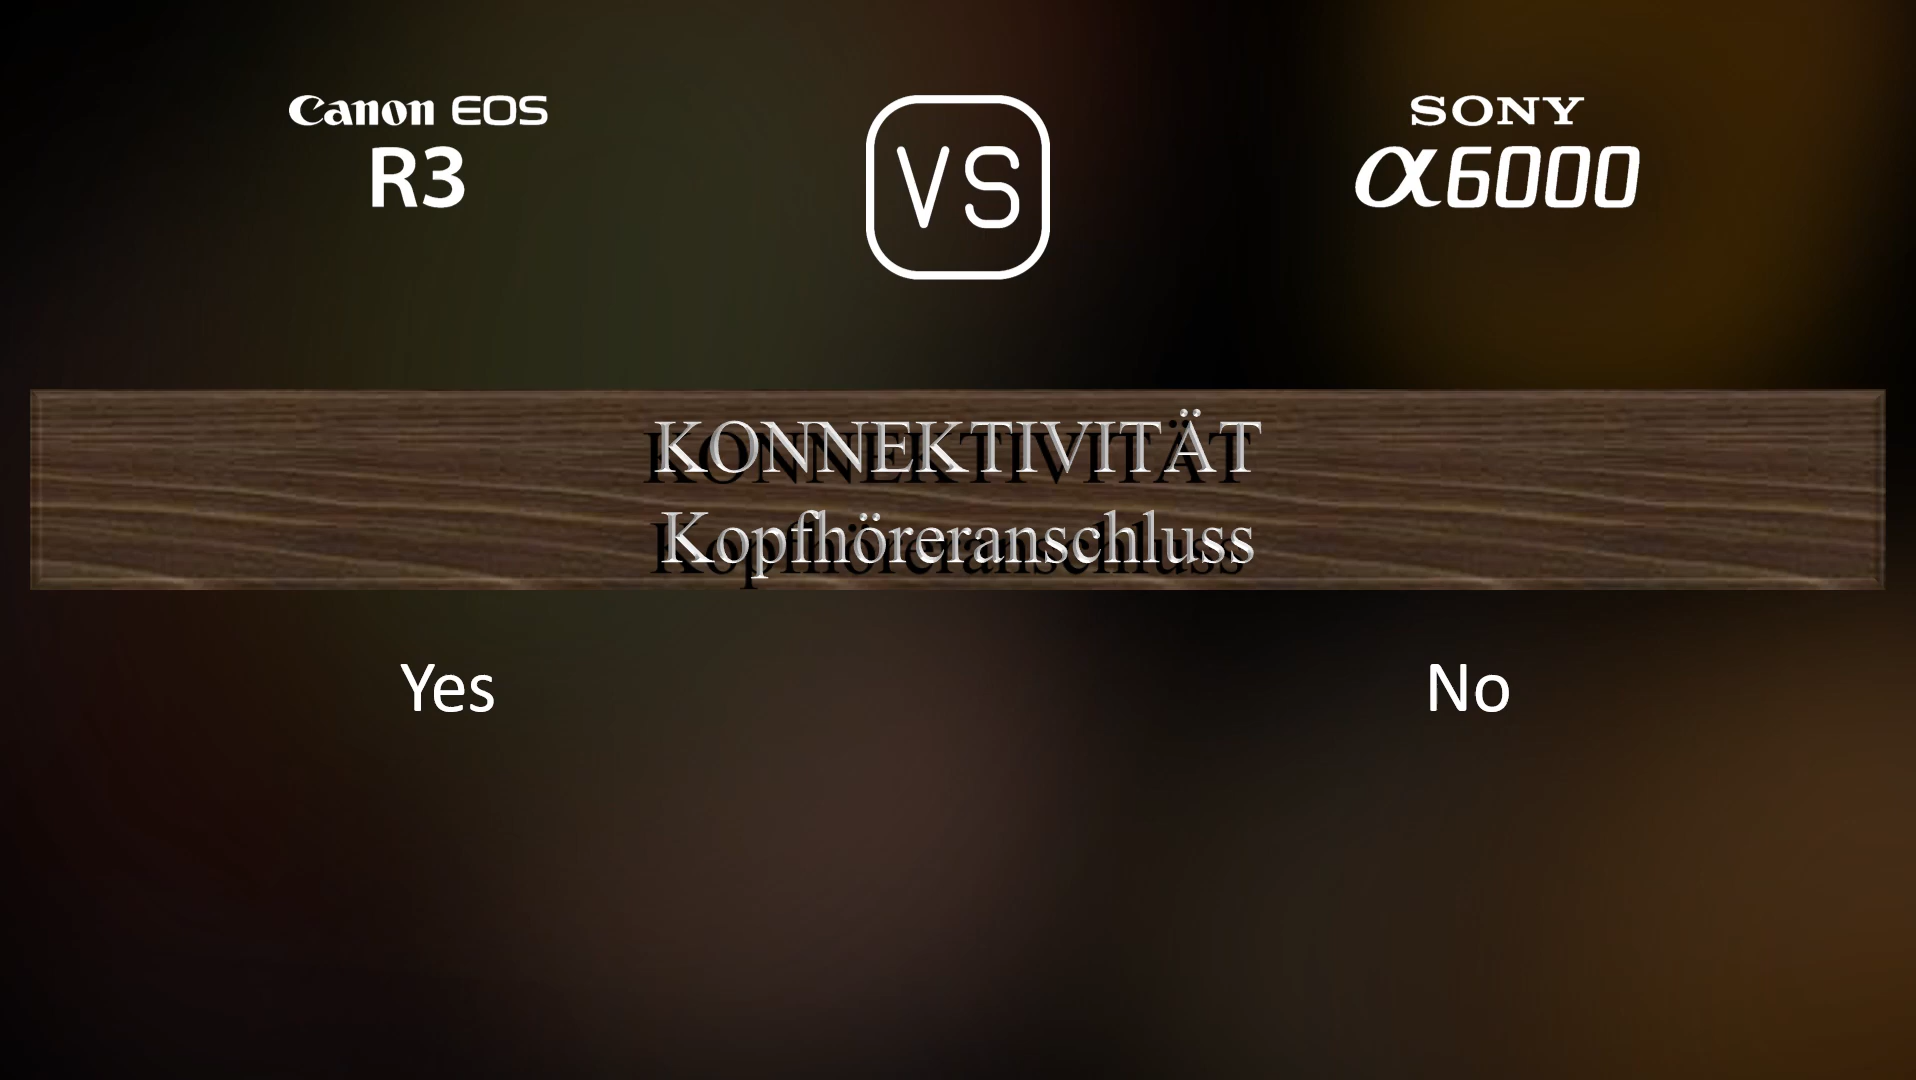 Canon EOS
R3
VS
SONY
α6000
KONNEKTIVITÄT
Kopfhöreranschluss
Yes
No